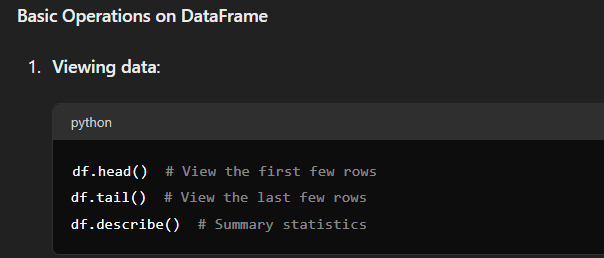 Basic Operations on DataFrame
1. Viewing data:
python
df.head()  # View the first few rows
df.tail()  # View the last few rows
df.describe()  # Summary statistics